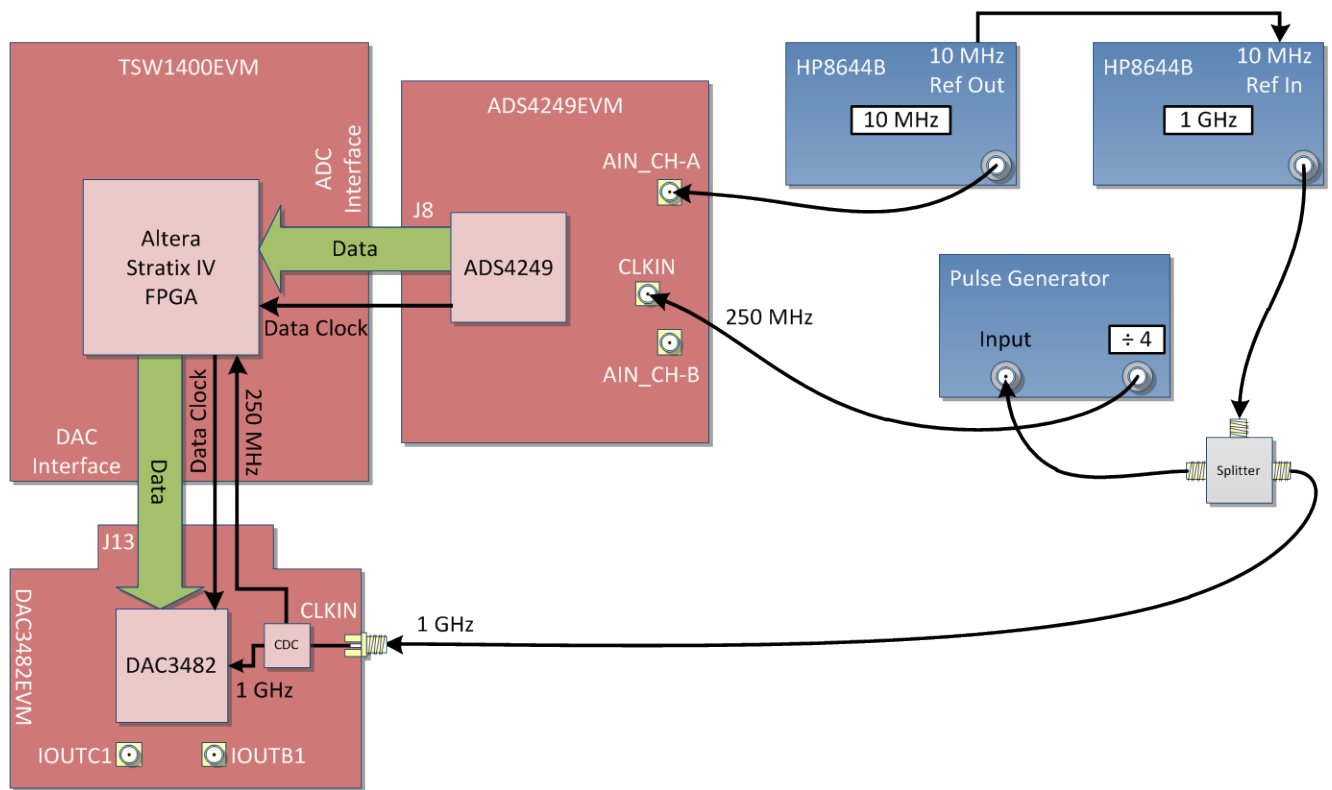 TSW1400EVM
ADC
Interface
Altera
Stratix IV
FPGA
Data
Data Clock
DAC
Interface
Data
Data Clock
250 MHz
ADS4249EVM
J8
ADS4249
AIN_CH-A
CLKIN
AIN_CH-B
HP8644B
10 MHz
Ref Out
10 MHz
HP8644B
10 MHz
Ref In
1 GHz
250 MHz
Pulse Generator
Input
÷ 4
Splitter
J13
DAC3482EVM
DAC3482
CDC
CLKIN
1 GHz
1 GHz
IOUTC1
IOUTB1